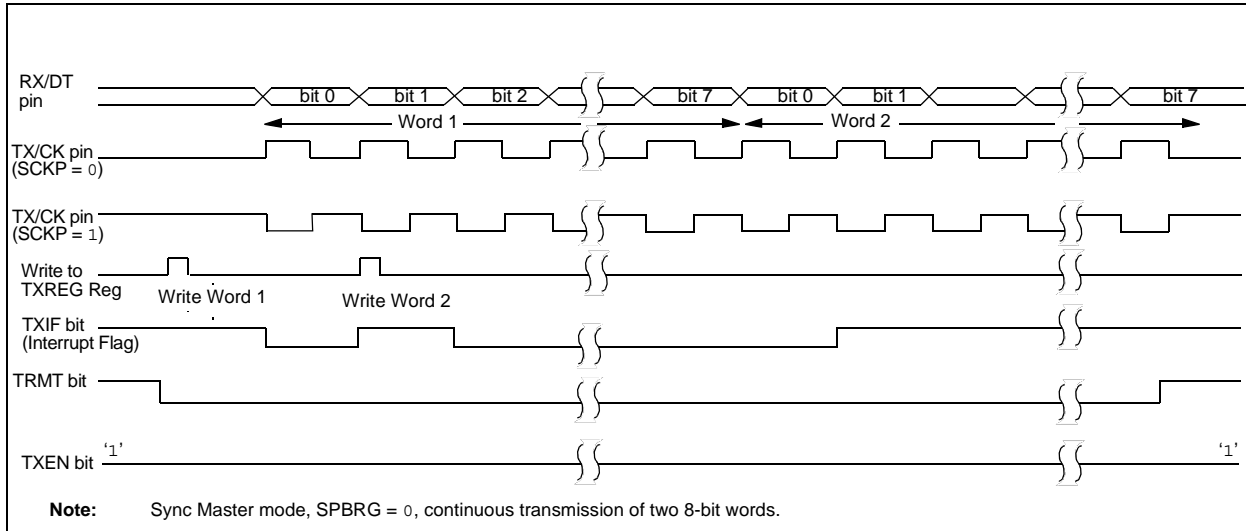 RX/DT
pin
bit 0 bit 1 bit 2 bit 7 bit 0 bit 1 bit 7
Word 1 Word 2
TX/CK pin
(SCKP = 0)
TX/CK pin
(SCKP = 1)
Write to
TXREG Reg
Write Word 1 Write Word 2
TXIF bit
(Interrupt Flag)
TRMT bit
TXEN bit ‘1’ ‘1’
Note: Sync Master mode, SPBRG = 0, continuous transmission of two 8-bit words.